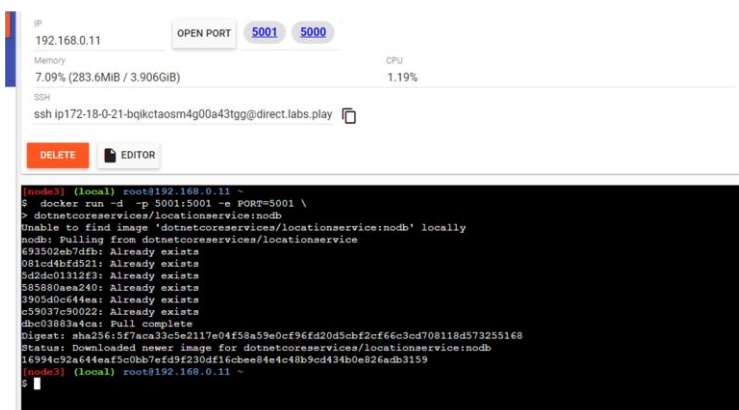 IP
192.168.0.11
OPEN PORT
5001
5000
Memory
7.09% (283.6MiB / 3.906GiB)
CPU
1.19%
SSH
ssh ip172-18-0-21-bqikctaosm4g00a43tgg@direct.labs.play
DELETE
EDITOR
[node3] (local) root@192.168.0.11 ~
$  docker run -d  -p 5001:5001 -e PORT=5001 \
> dotnetcoreservices/locationservice:nodb
Unable to find image 'dotnetcoreservices/locationservice:nodb' locally
nodb: Pulling from dotnetcoreservices/locationservice
693502eb7dfb: Already exists
081cd4bfd521: Already exists
5d2dc01312f3: Already exists
585880aea240: Already exists
3905d0c644ea: Already exists
c59037c90022: Already exists
dbc03883a4ca: Pull complete
Digest: sha256:5f7aca33c5e2117e04f58a59e0cf96fd20d5cbf2cf66c3cd708118d573255168
Status: Downloaded newer image for dotnetcoreservices/locationservice:nodb
16994c92a644eaf5c0bb7efd9f230df16cbee84e4c48b9cd434b0e826adb3159
[node3] (local) root@192.168.0.11 ~
$